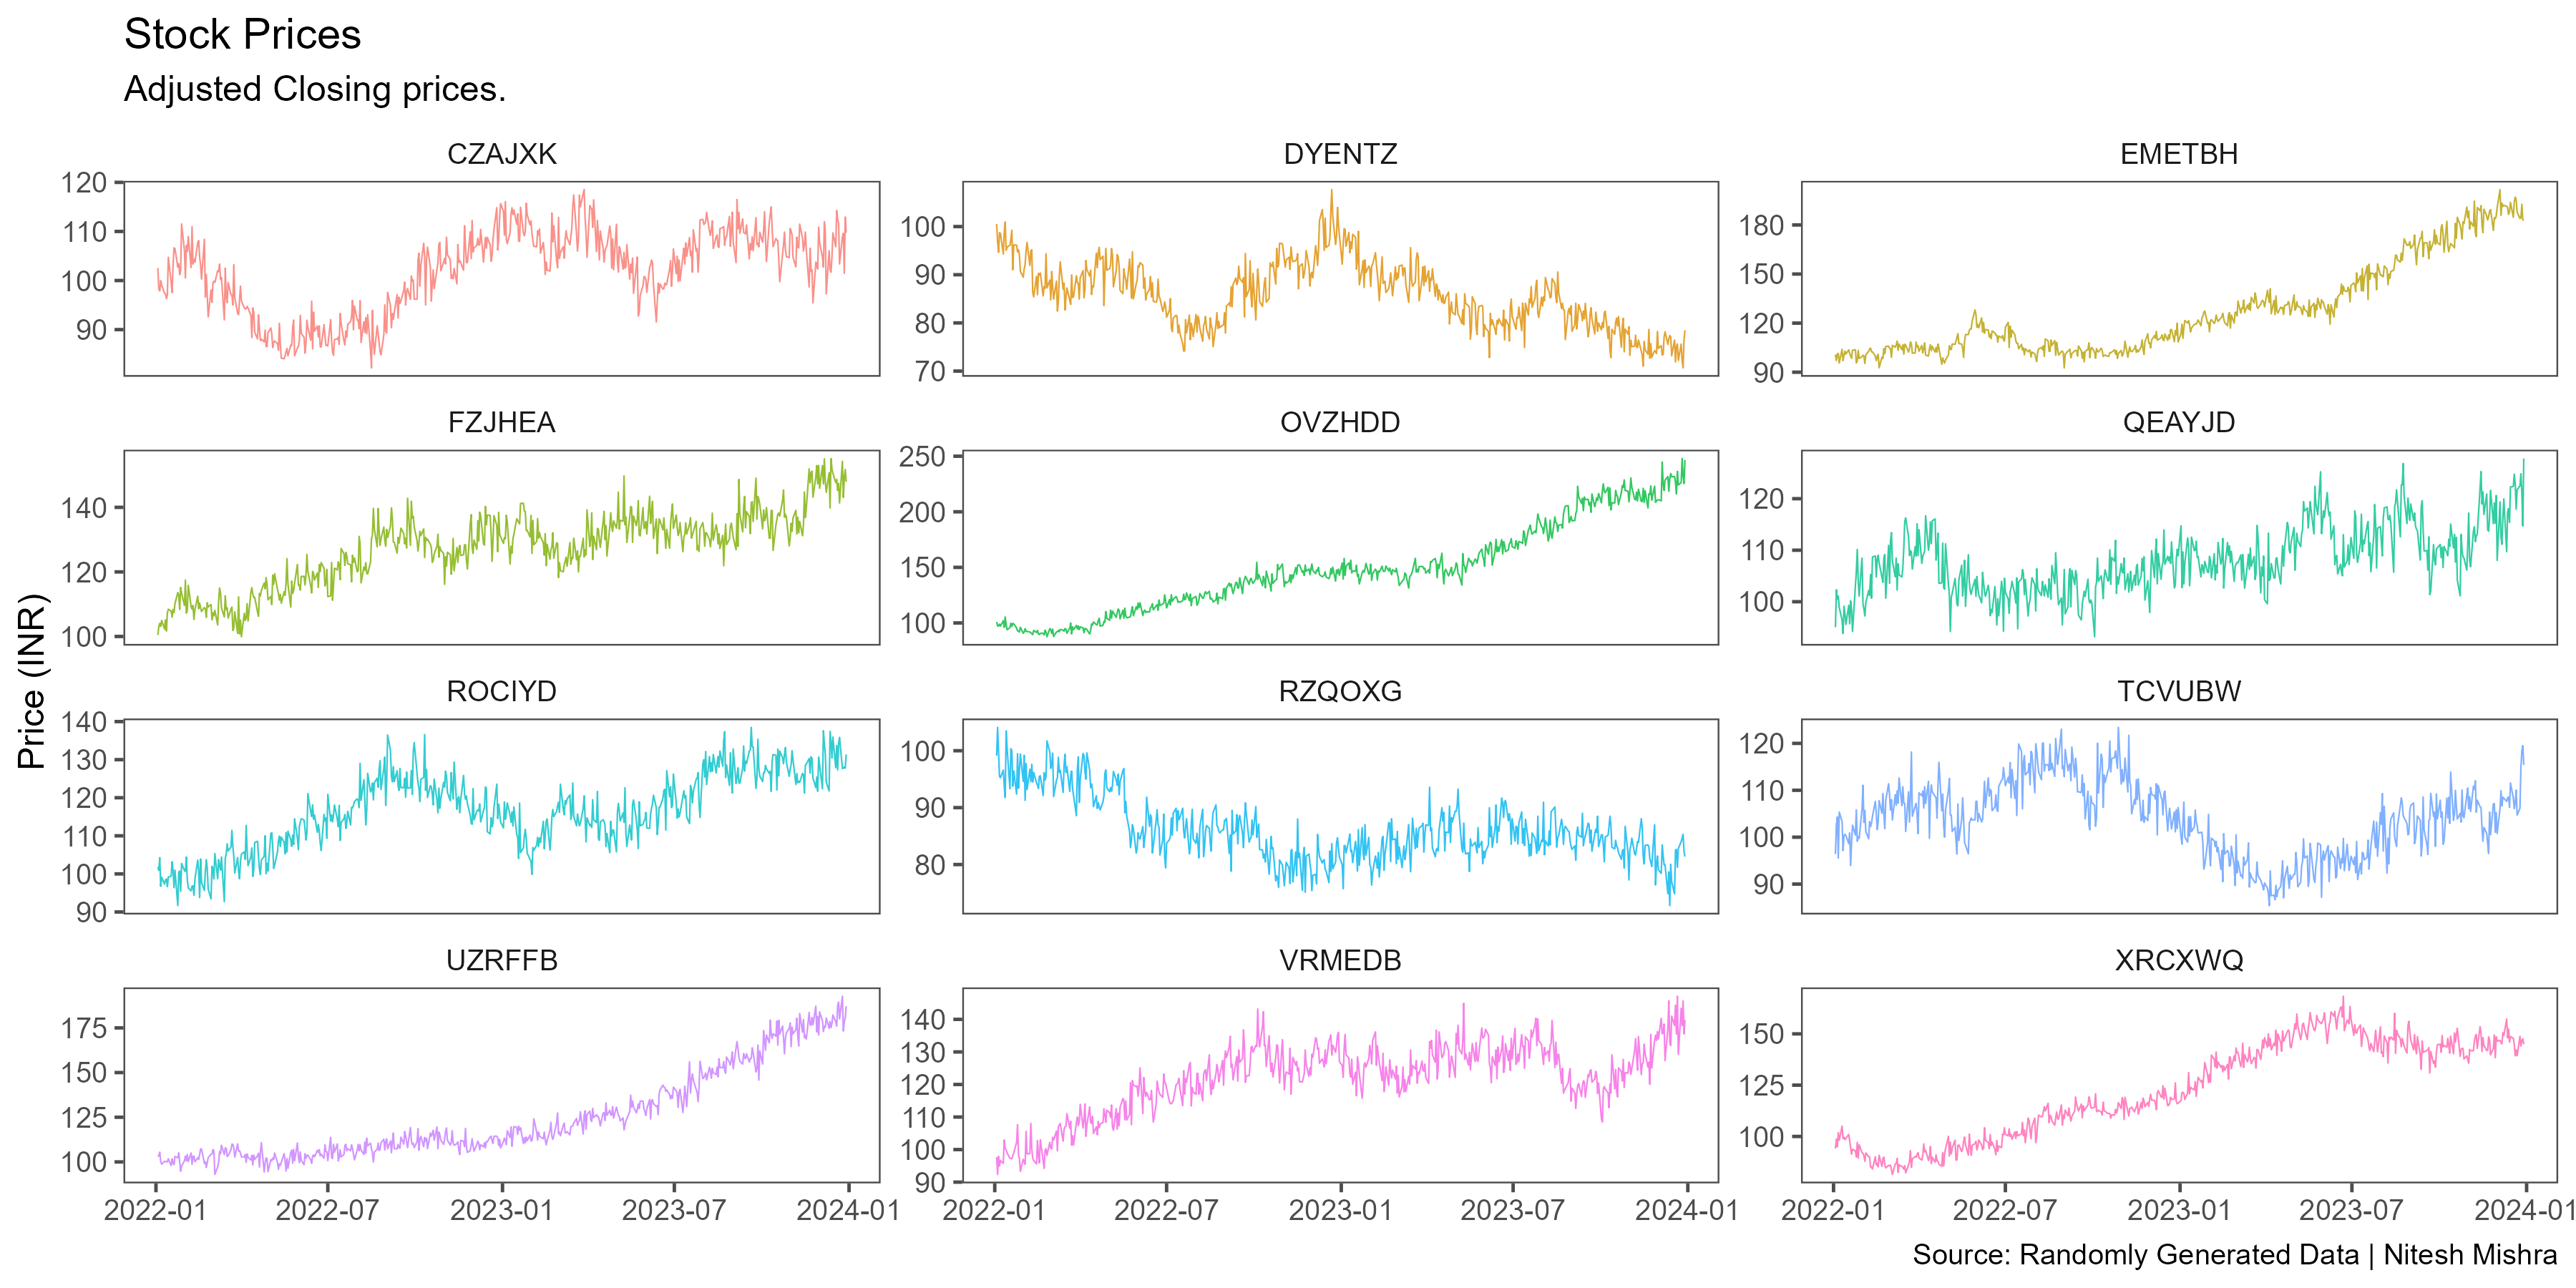 Stock Prices
Adjusted Closing prices.
Price (INR)
CZAJXK
120
110
100
90
DYENTZ
100
90
80
70
EMETBH
180
150
120
90
FZJHEA
140
120
100
OVZHDD
250
200
150
100
QEAYJD
120
110
100
ROCIYD
140
130
120
110
100
90
RZQOXG
100
90
80
TCVUBW
120
110
100
90
UZRFFB
175
150
125
100
VRMEDB
140
130
120
110
100
90
XRCXWQ
150
125
100
2022-01 2022-07 2023-01 2023-07 2024-01
2022-01 2022-07 2023-01 2023-07 2024-01
2022-01 2022-07 2023-01 2023-07 2024-01
Source: Randomly Generated Data | Nitesh Mishra